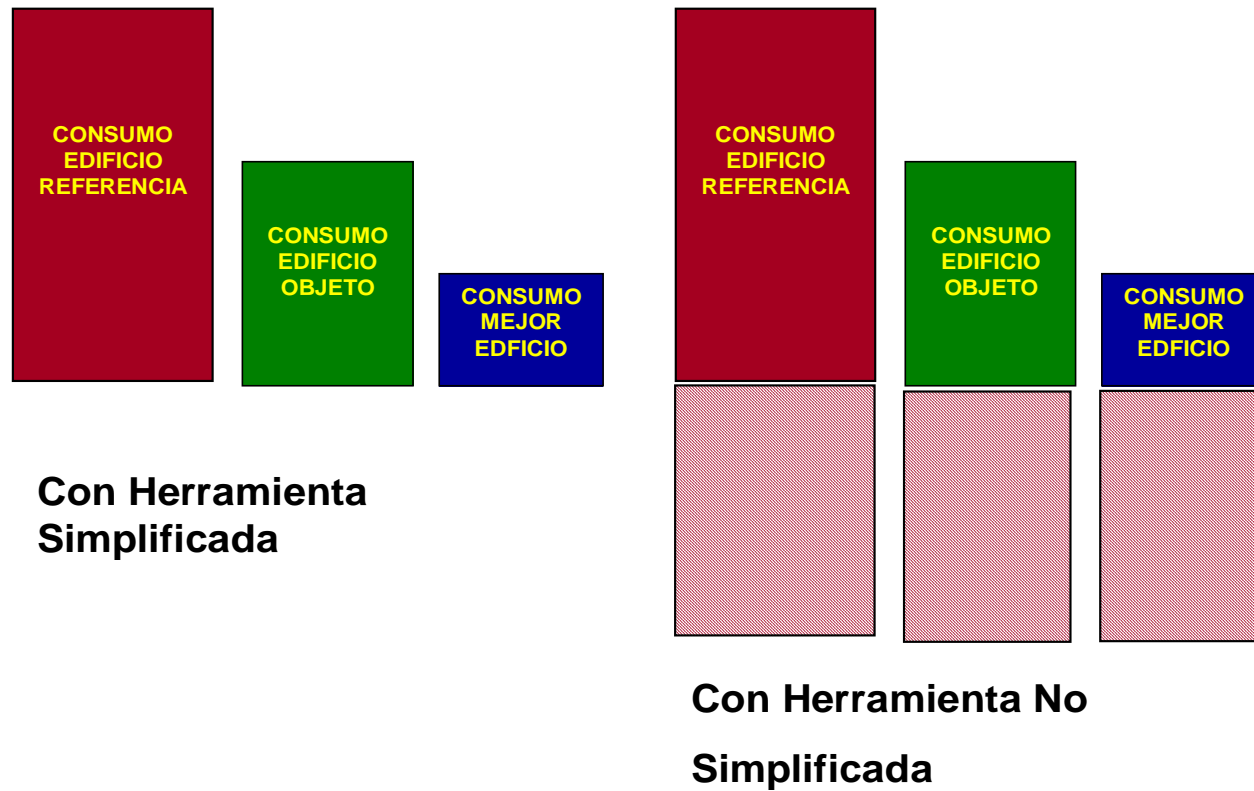 CONSUMO
EDIFICIO
REFERENCIA
CONSUMO
EDIFICIO
OBJETO
CONSUMO
MEJOR
EDFICIO
Con Herramienta
Simplificada
CONSUMO
EDIFICIO
REFERENCIA
CONSUMO
EDIFICIO
OBJETO
CONSUMO
MEJOR
EDFICIO
Con Herramienta No
Simplificada